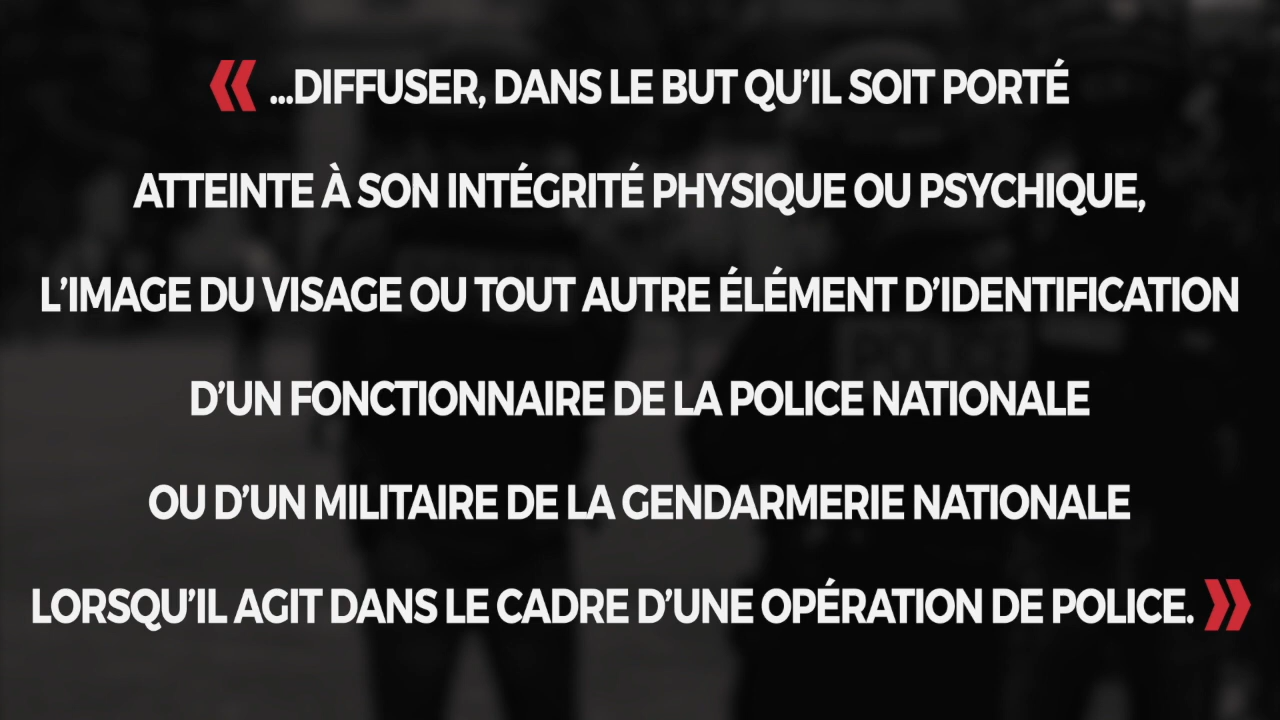 « ...DIFFUSER, DANS LE BUT QU’IL SOIT PORTÉ
ATTEINTE À SON INTÉGRITÉ PHYSIQUE OU PSYCHIQUE,
L’IMAGE DU VISAGE OU TOUT AUTRE ÉLÉMENT D’IDENTIFICATION
D’UN FONCTIONNAIRE DE LA POLICE NATIONALE
OU D’UN MILITAIRE DE LA GENDARMERIE NATIONALE
LORSQU’IL AGIT DANS LE CADRE D’UNE OPÉRATION DE POLICE. »
POLICE